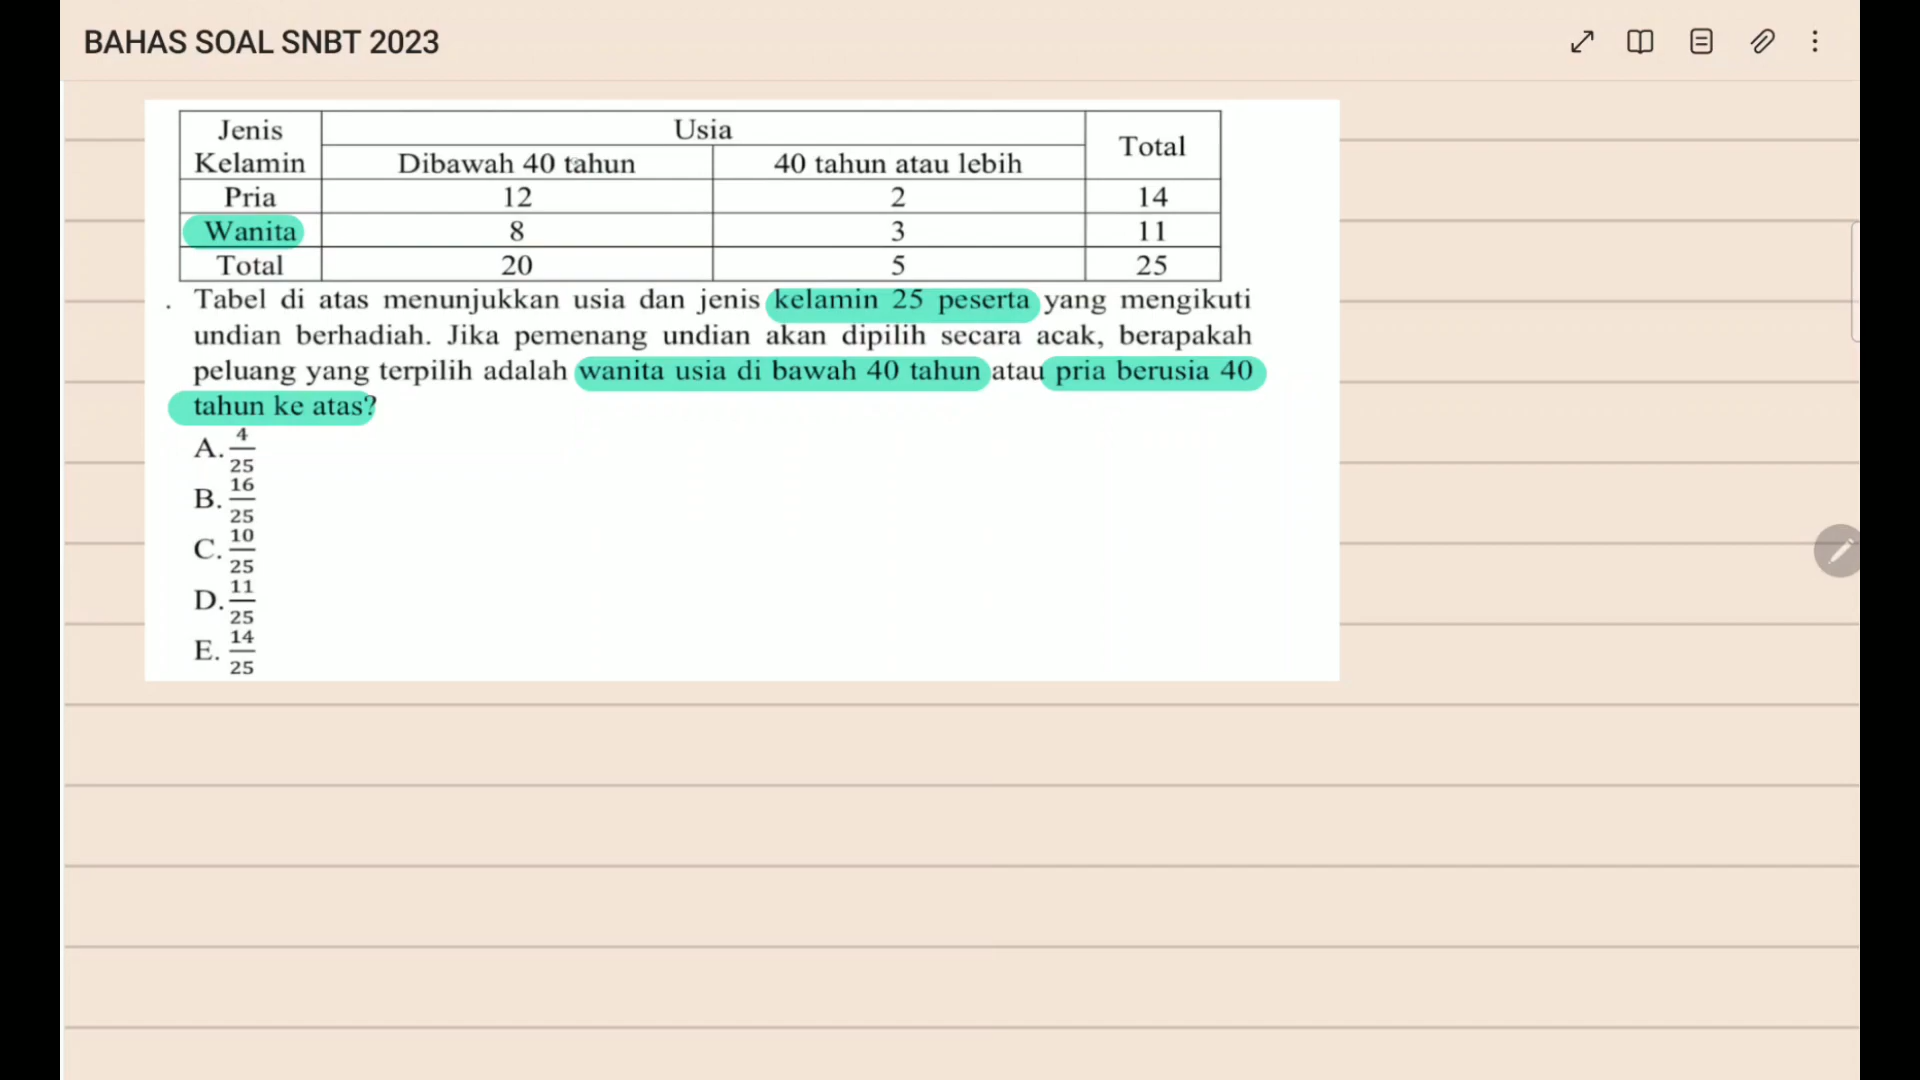 BAHAS SOAL SNBT 2023
Jenis Kelamin Usia Total
Dibawah 40 tahun 40 tahun atau lebih
Pria 12 2 14
Wanita 8 3 11
Total 20 5 25
. Tabel di atas menunjukkan usia dan jenis kelamin 25 peserta yang mengikuti
undian berhadiah. Jika pemenang undian akan dipilih secara acak, berapakah
peluang yang terpilih adalah wanita usia di bawah 40 tahun atau pria berusia 40
tahun ke atas?
A. 4/25
B. 16/25
C. 10/25
D. 11/25
E. 14/25